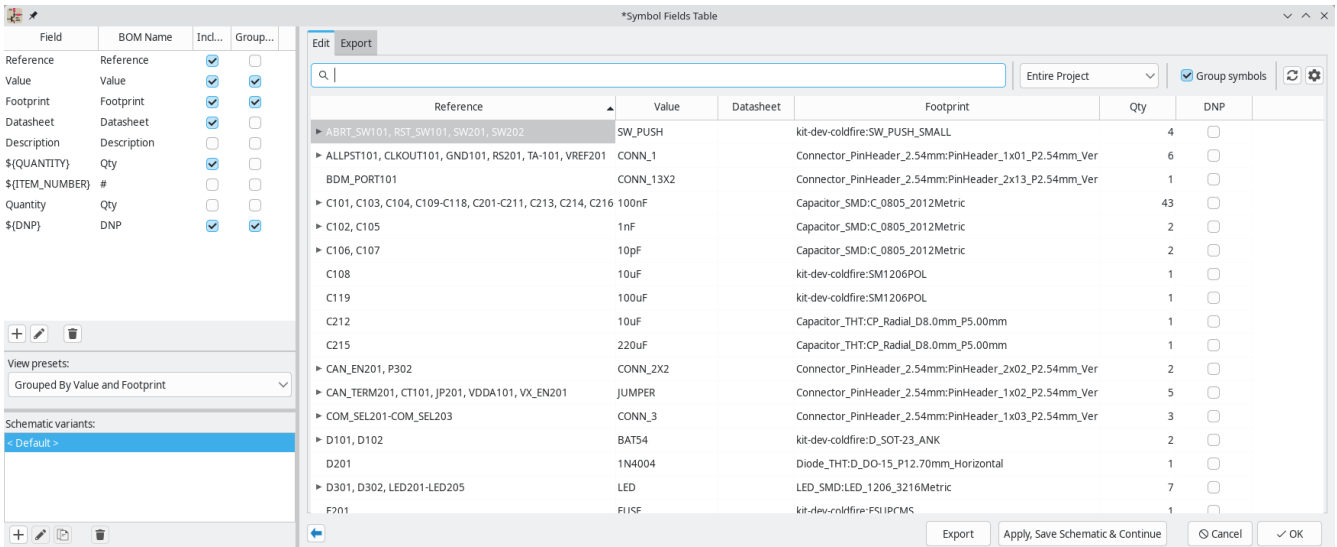 *Symbol Fields Table
Field BOM Name Incl... Group...
Reference Reference
Value Value
Footprint Footprint
Datasheet Datasheet
Description Description
${QUANTITY} Qty
${ITEM_NUMBER} #
Quantity Qty
${DNP} DNP
View presets:
Grouped By Value and Footprint
Schematic variants:
< Default >
Edit Export
Entire Project
Group symbols
Reference Value Datasheet Footprint Qty DNP
ABRT_SW101, RST_SW101, SW201, SW202 SW_PUSH kit-dev-coldfire:SW_PUSH_SMALL 4
ALLPST101, CLKOUT101, GND101, RS201, TA-101, VREF201 CONN_1 Connector_PinHeader_2.54mm:PinHeader_1x01_P2.54mm_Ver 6
BDM_PORT101 CONN_13X2 Connector_PinHeader_2.54mm:PinHeader_2x13_P2.54mm_Ver 1
C101, C103, C104, C109-C118, C201-C211, C213, C214, C216 100nF Capacitor_SMD:C_0805_2012Metric 43
C102, C105 1nF Capacitor_SMD:C_0805_2012Metric 2
C106, C107 10pF Capacitor_SMD:C_0805_2012Metric 2
C108 10uF kit-dev-coldfire:SM1206POL 1
C119 100uF kit-dev-coldfire:SM1206POL 1
C212 10uF Capacitor_THT:CP_Radial_D8.0mm_P5.00mm 1
C215 220uF Capacitor_THT:CP_Radial_D8.0mm_P5.00mm 1
CAN_EN201, P302 CONN_2X2 Connector_PinHeader_2.54mm:PinHeader_2x02_P2.54mm_Ver 2
CAN_TERM201, CT101, JP201, VDDA101, VX_EN201 JUMPER Connector_PinHeader_2.54mm:PinHeader_1x02_P2.54mm_Ver 5
COM_SEL201-COM_SEL203 CONN_3 Connector_PinHeader_2.54mm:PinHeader_1x03_P2.54mm_Ver 3
D101, D102 BAT54 kit-dev-coldfire:D_SOT-23_ANK 2
D201 1N4004 Diode_THT:D_DO-15_P12.70mm_Horizontal 1
D301, D302, LED201-LED205 LED LED_SMD:LED_1206_3216Metric 7
F201 FUSE kit-dev-coldfire:FSUPCMS 1
Export Apply, Save Schematic & Continue Cancel OK